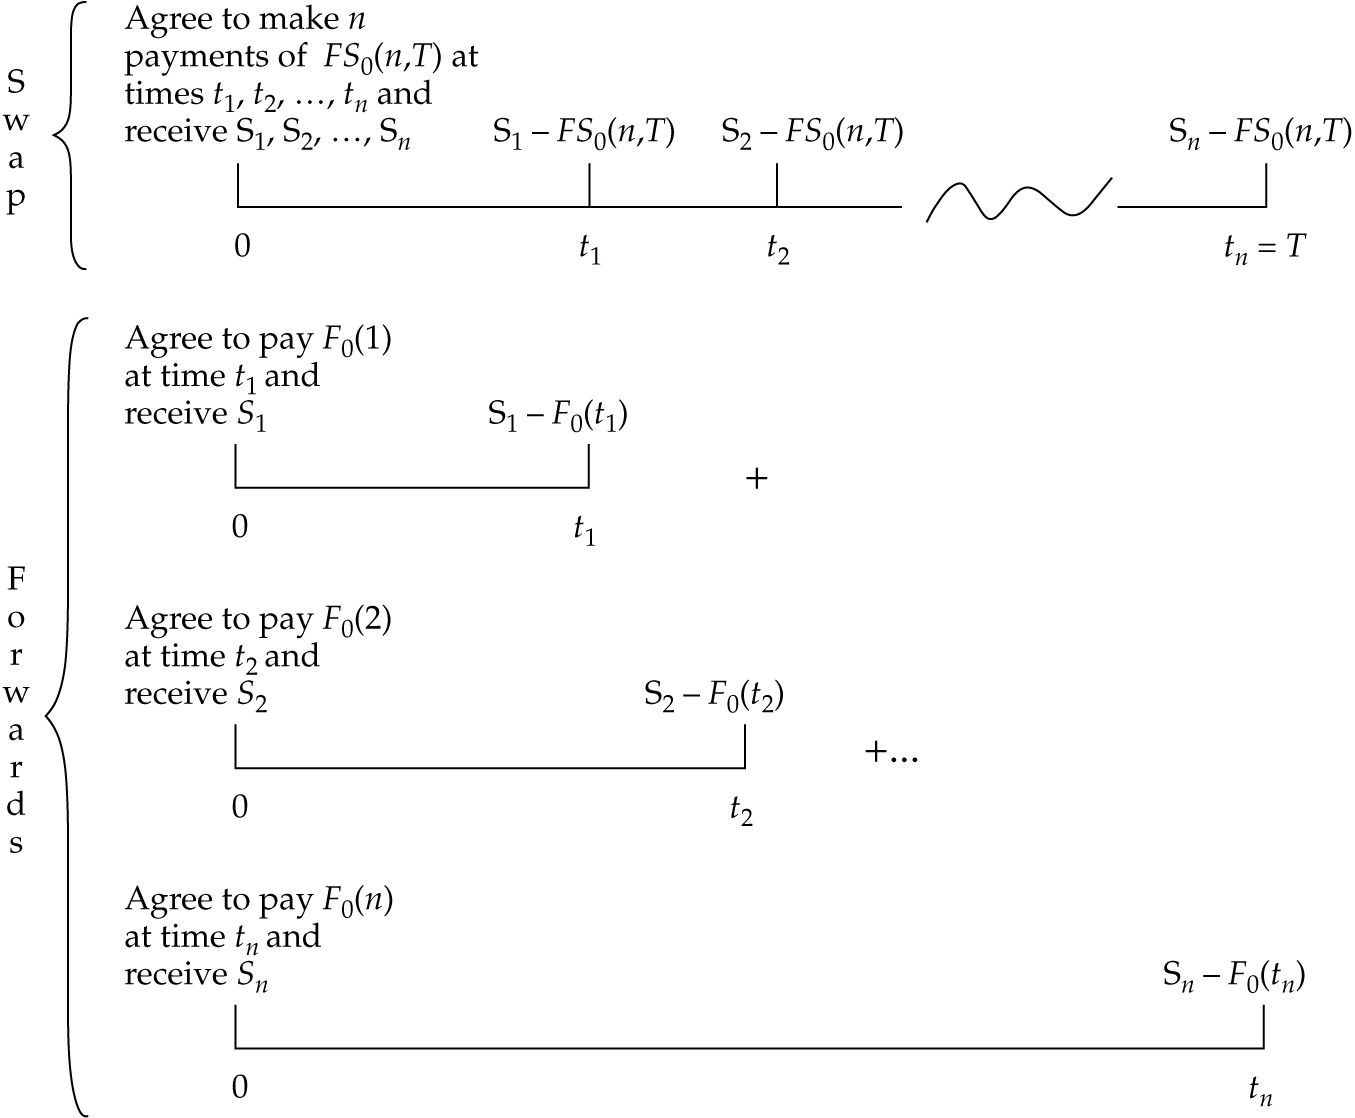 Swap
Agree to make n
payments of FS₀(n,T) at
times t₁, t₂, …, tₙ and
receive S₁, S₂, …, Sₙ
S₁ – FS₀(n,T)
S₂ – FS₀(n,T)
Sₙ – FS₀(n,T)
0
t₁
t₂
tₙ = T
Forwards
Agree to pay F₀(1)
at time t₁ and
receive S₁
S₁ – F₀(t₁)
+
0
t₁
Agree to pay F₀(2)
at time t₂ and
receive S₂
S₂ – F₀(t₂)
+...
0
t₂
Agree to pay F₀(n)
at time tₙ and
receive Sₙ
Sₙ – F₀(tₙ)
0
tₙ